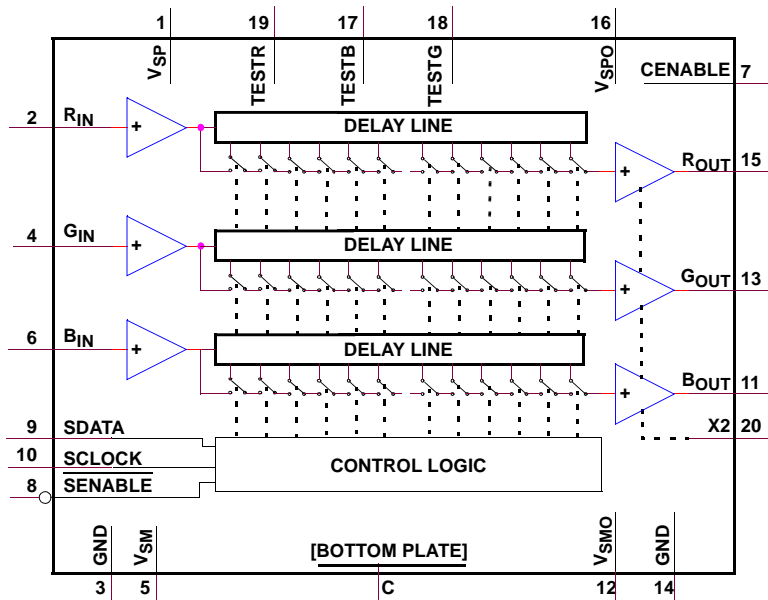 1 19 17 18 16
VSP TESTR TESTB TESTG VSPO
CENABLE 7
2 RIN + DELAY LINE
+ ROUT 15
4 GIN + DELAY LINE
+ GOUT 13
6 BIN + DELAY LINE
+ BOUT 11
9 SDATA X2 20
10 SCLOCK CONTROL LOGIC
8 SENABLE
GND VSM [BOTTOM PLATE] VSMO GND
3 5 C 12 14